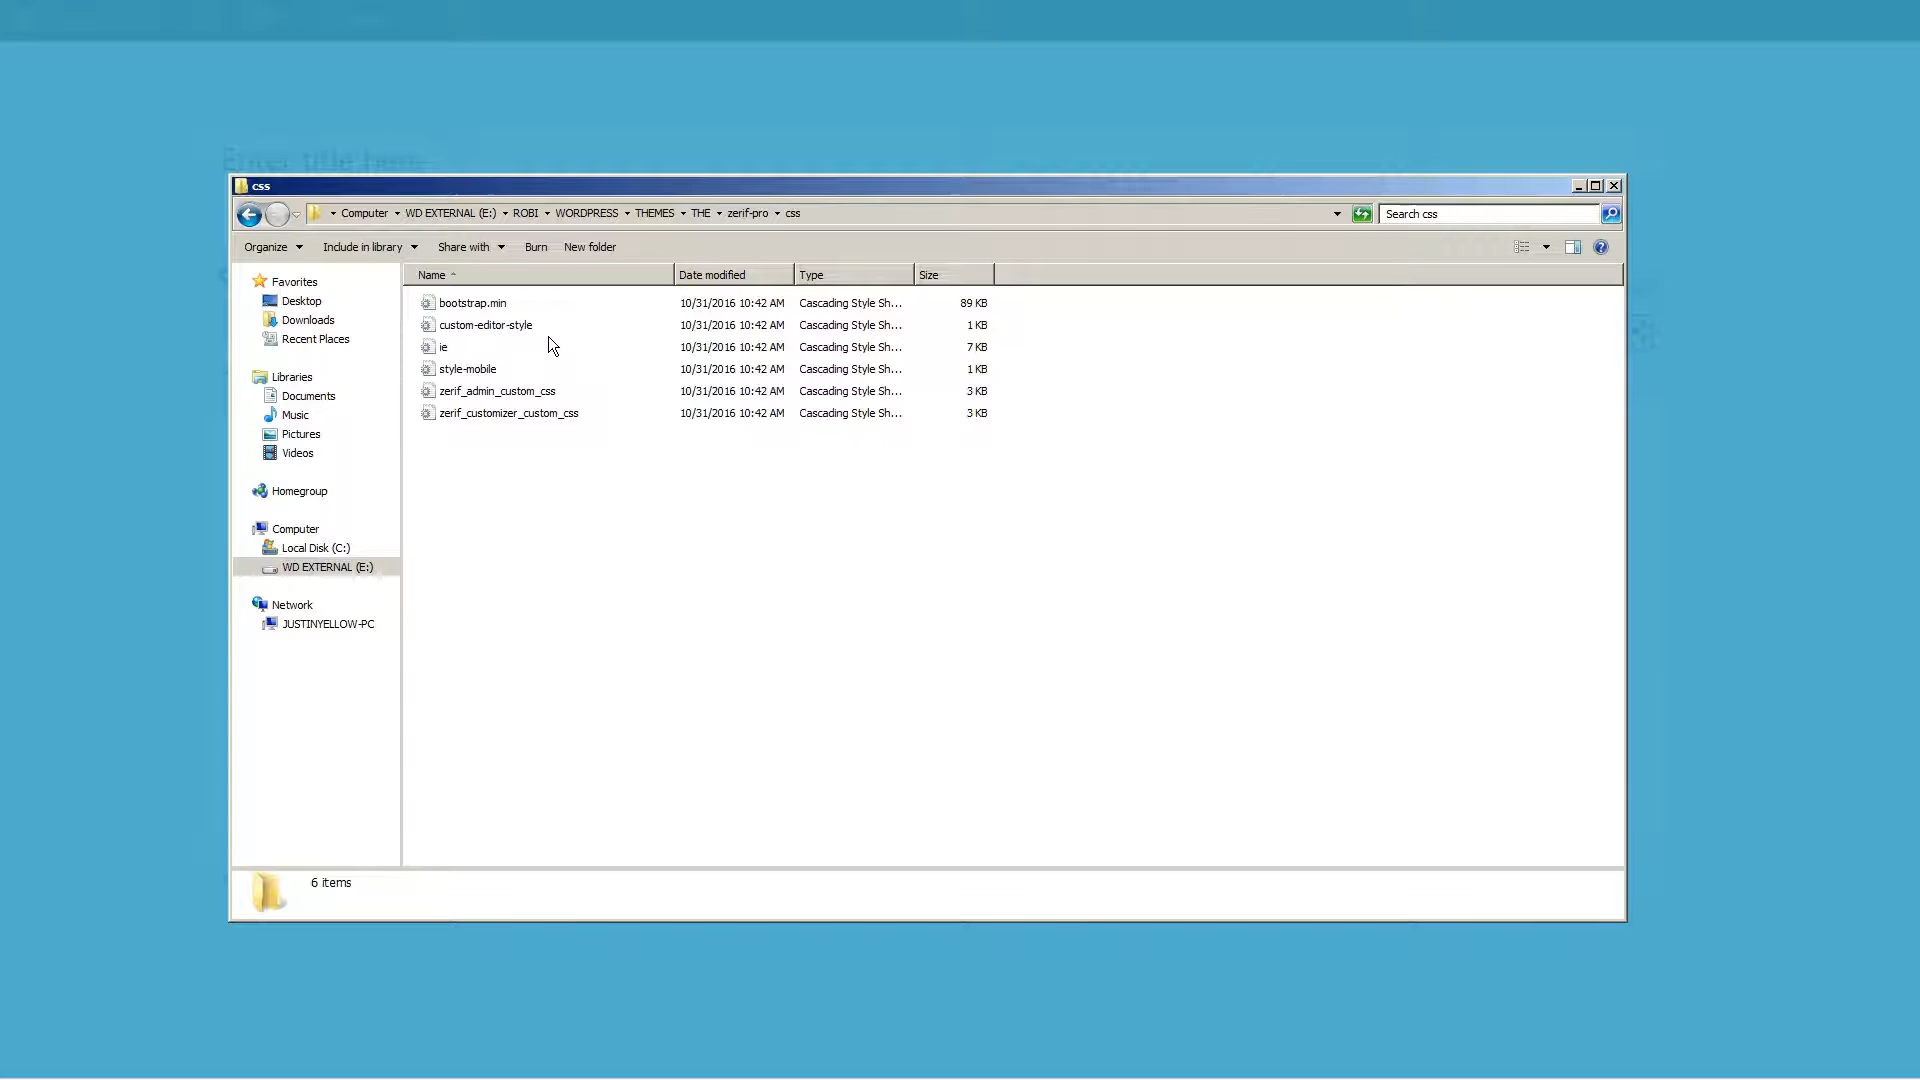 Enter title here
css
Computer WD EXTERNAL (E:) ROBI WORDPRESS THEMES THE zerif-pro css
Search css
Organize Include in library Share with Burn New folder
Name Date modified Type Size
Favorites
Desktop
Downloads
Recent Places
Libraries
Documents
Music
Pictures
Videos
Homegroup
Computer
Local Disk (C:)
WD EXTERNAL (E:)
Network
JUSTINYELLOW-PC
bootstrap.min 10/31/2016 10:42 AM Cascading Style Sh... 89 KB
custom-editor-style 10/31/2016 10:42 AM Cascading Style Sh... 1 KB
ie 10/31/2016 10:42 AM Cascading Style Sh... 7 KB
style-mobile 10/31/2016 10:42 AM Cascading Style Sh... 1 KB
zerif_admin_custom_css 10/31/2016 10:42 AM Cascading Style Sh... 3 KB
zerif_customizer_custom_css 10/31/2016 10:42 AM Cascading Style Sh... 3 KB
6 items